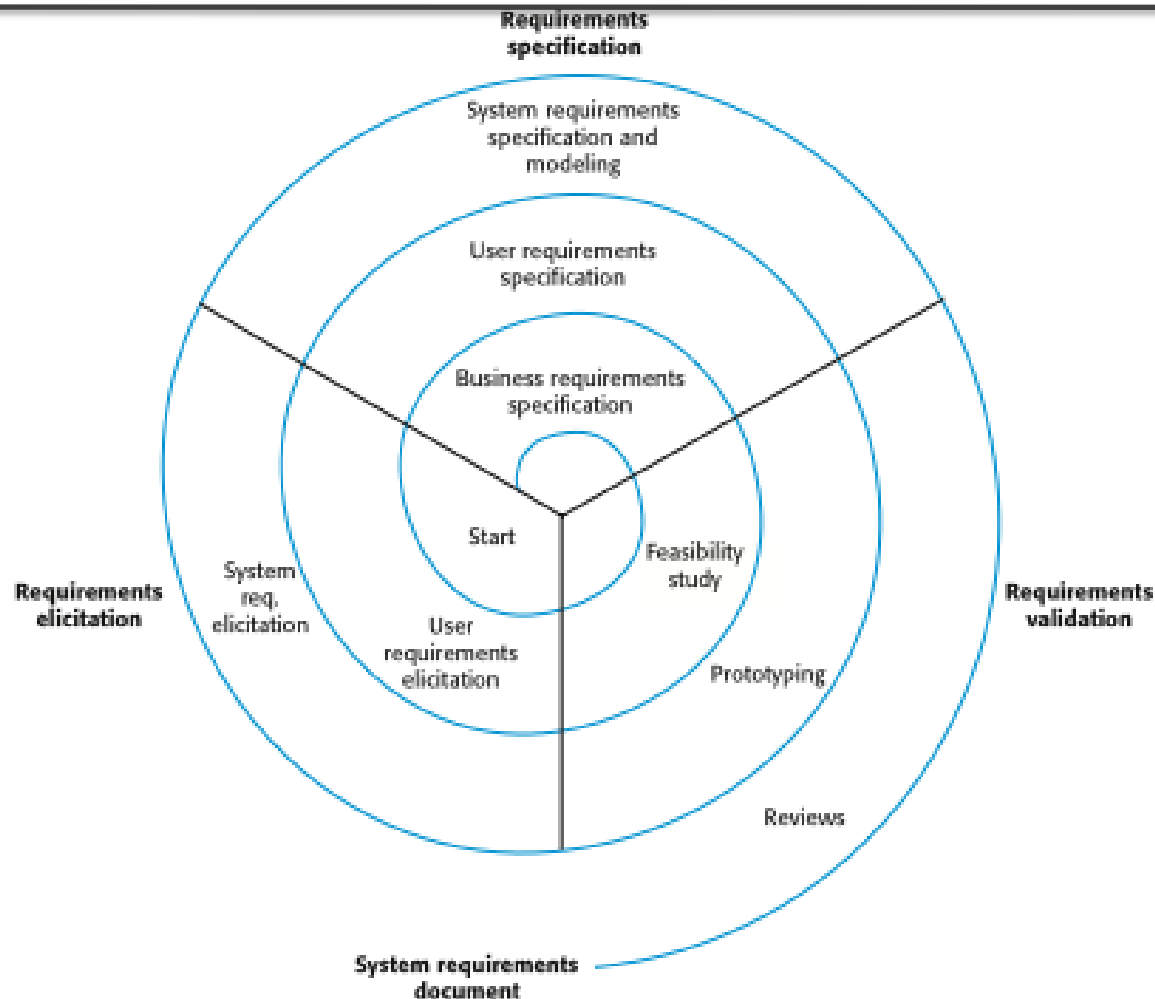 Requirements
specification
System requirements
specification and
modeling
User requirements
specification
Business requirements
specification
Start
Feasibility
study
System
req.
elicitation
Requirements
elicitation
Requirements
validation
User
requirements
elicitation
Prototyping
Reviews
System requirements
document